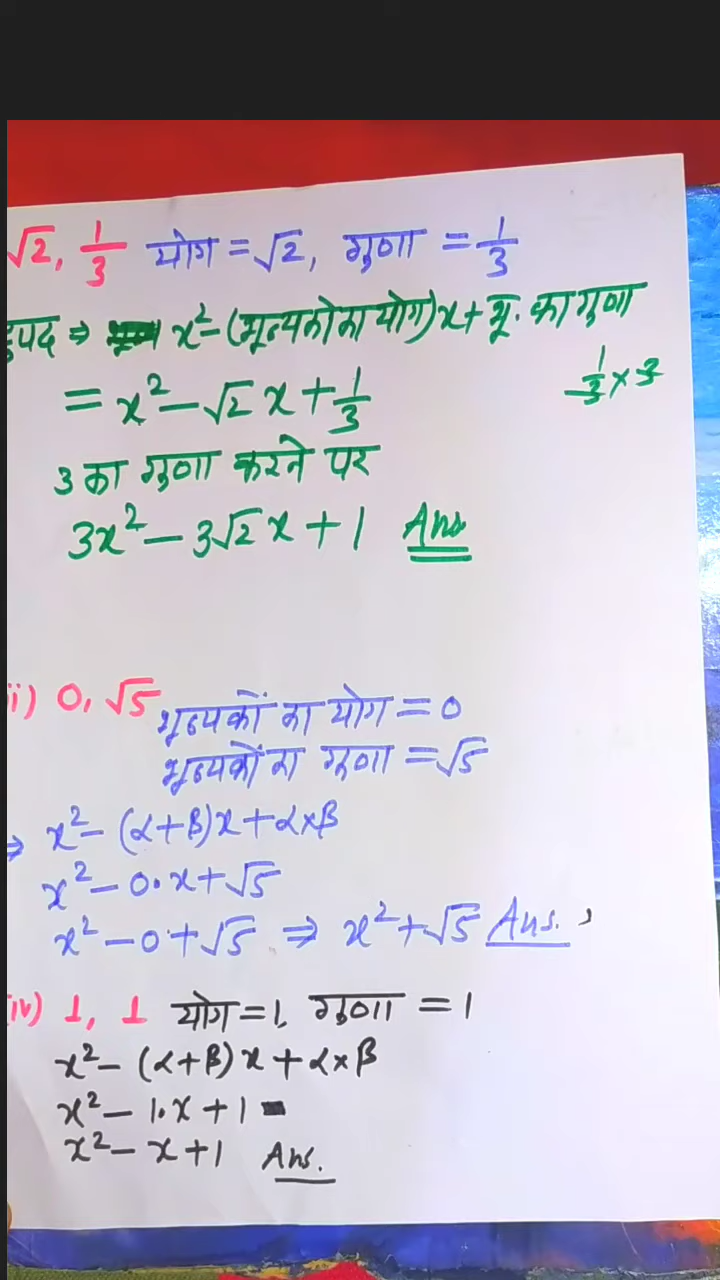 √2, 1/3 योग = √2, गुणा = 1/3
पद ⇒ x² – (शून्यकों का योग)x + शू. का गुणा
= x² – √2 x + 1/3 1/3 × 3
3 का गुणा करने पर
3x² – 3√2 x + 1 Ans
ii) 0, √5 शून्यकों का योग = 0
शून्यकों का गुणा = √5
⇒ x² – (α+β)x + α×β
x² – 0·x + √5
x² – 0 + √5 ⇒ x² + √5 Ans.
(iv) 1, 1 योग = 1, गुणा = 1
x² – (α+β)x + α×β
x² – 1·x + 1
x² – x + 1 Ans.